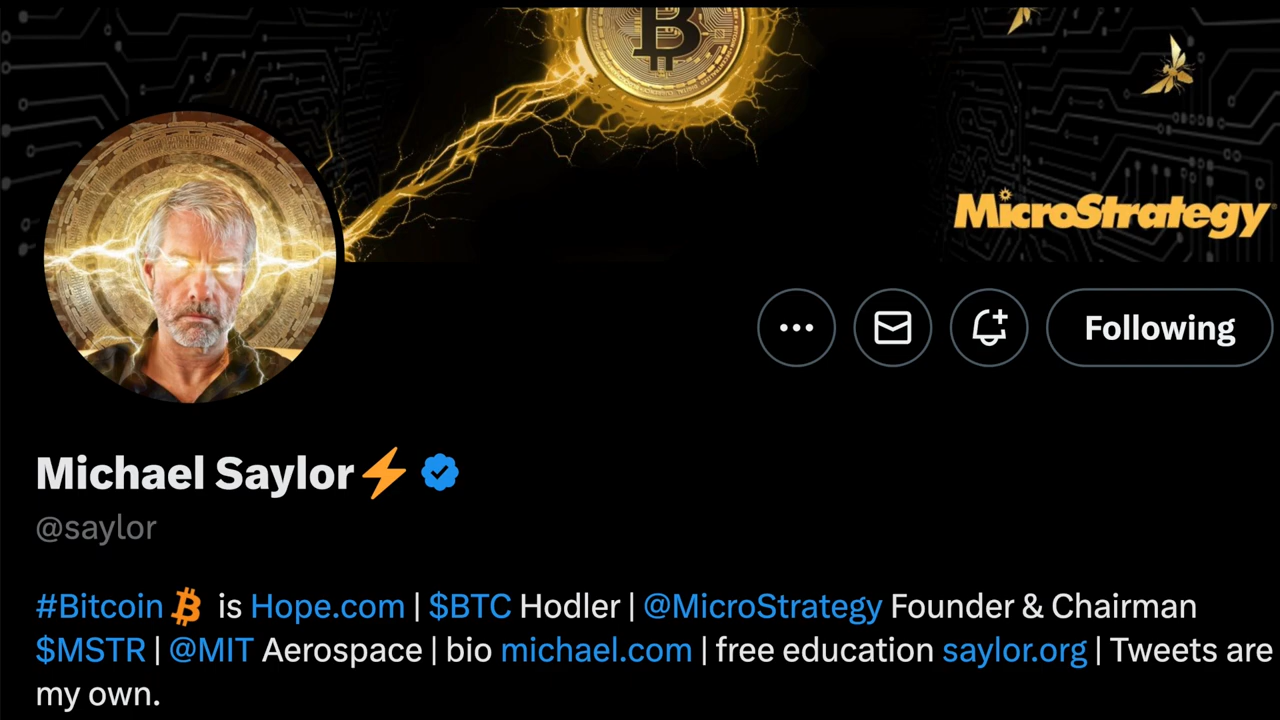 MicroStrategy
Following
Michael Saylor⚡
@saylor
#Bitcoin is Hope.com | $BTC Hodler | @MicroStrategy Founder & Chairman
$MSTR | @MIT Aerospace | bio michael.com | free education saylor.org | Tweets are
my own.